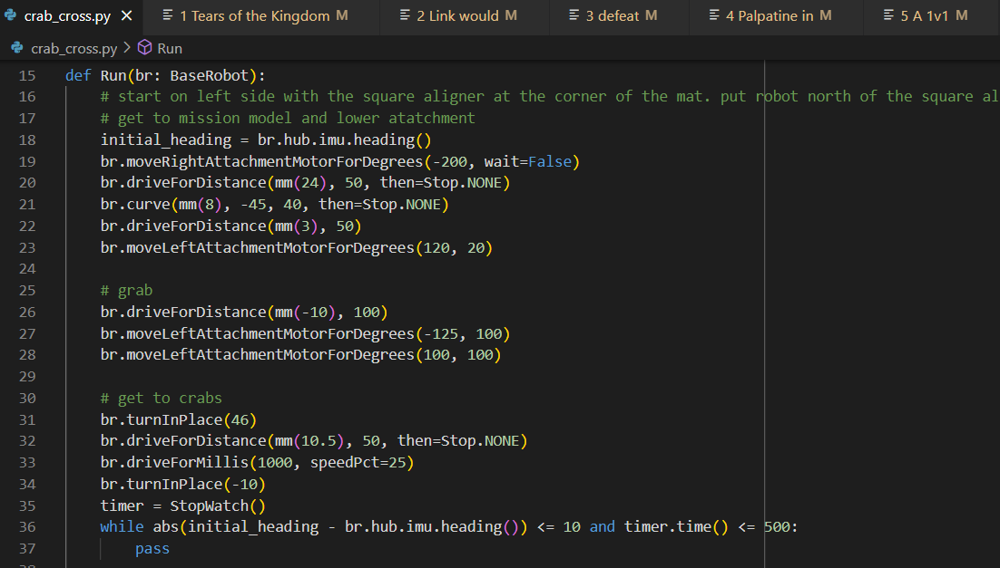 crab_cross.py 1 Tears of the Kingdom M 2 Link would M 3 defeat M 4 Palpatine in M 5 A 1v1 M
crab_cross.py > Run
15 def Run(br: BaseRobot):
16 # start on left side with the square aligner at the corner of the mat. put robot north of the square al
17 # get to mission model and lower atatchment
18 initial_heading = br.hub.imu.heading()
19 br.moveRightAttachmentMotorForDegrees(-200, wait=False)
20 br.driveForDistance(mm(24), 50, then=Stop.NONE)
21 br.curve(mm(8), -45, 40, then=Stop.NONE)
22 br.driveForDistance(mm(3), 50)
23 br.moveLeftAttachmentMotorForDegrees(120, 20)
24
25 # grab
26 br.driveForDistance(mm(-10), 100)
27 br.moveLeftAttachmentMotorForDegrees(-125, 100)
28 br.moveLeftAttachmentMotorForDegrees(100, 100)
29
30 # get to crabs
31 br.turnInPlace(46)
32 br.driveForDistance(mm(10.5), 50, then=Stop.NONE)
33 br.driveForMillis(1000, speedPct=25)
34 br.turnInPlace(-10)
35 timer = StopWatch()
36 while abs(initial_heading - br.hub.imu.heading()) <= 10 and timer.time() <= 500:
37 pass